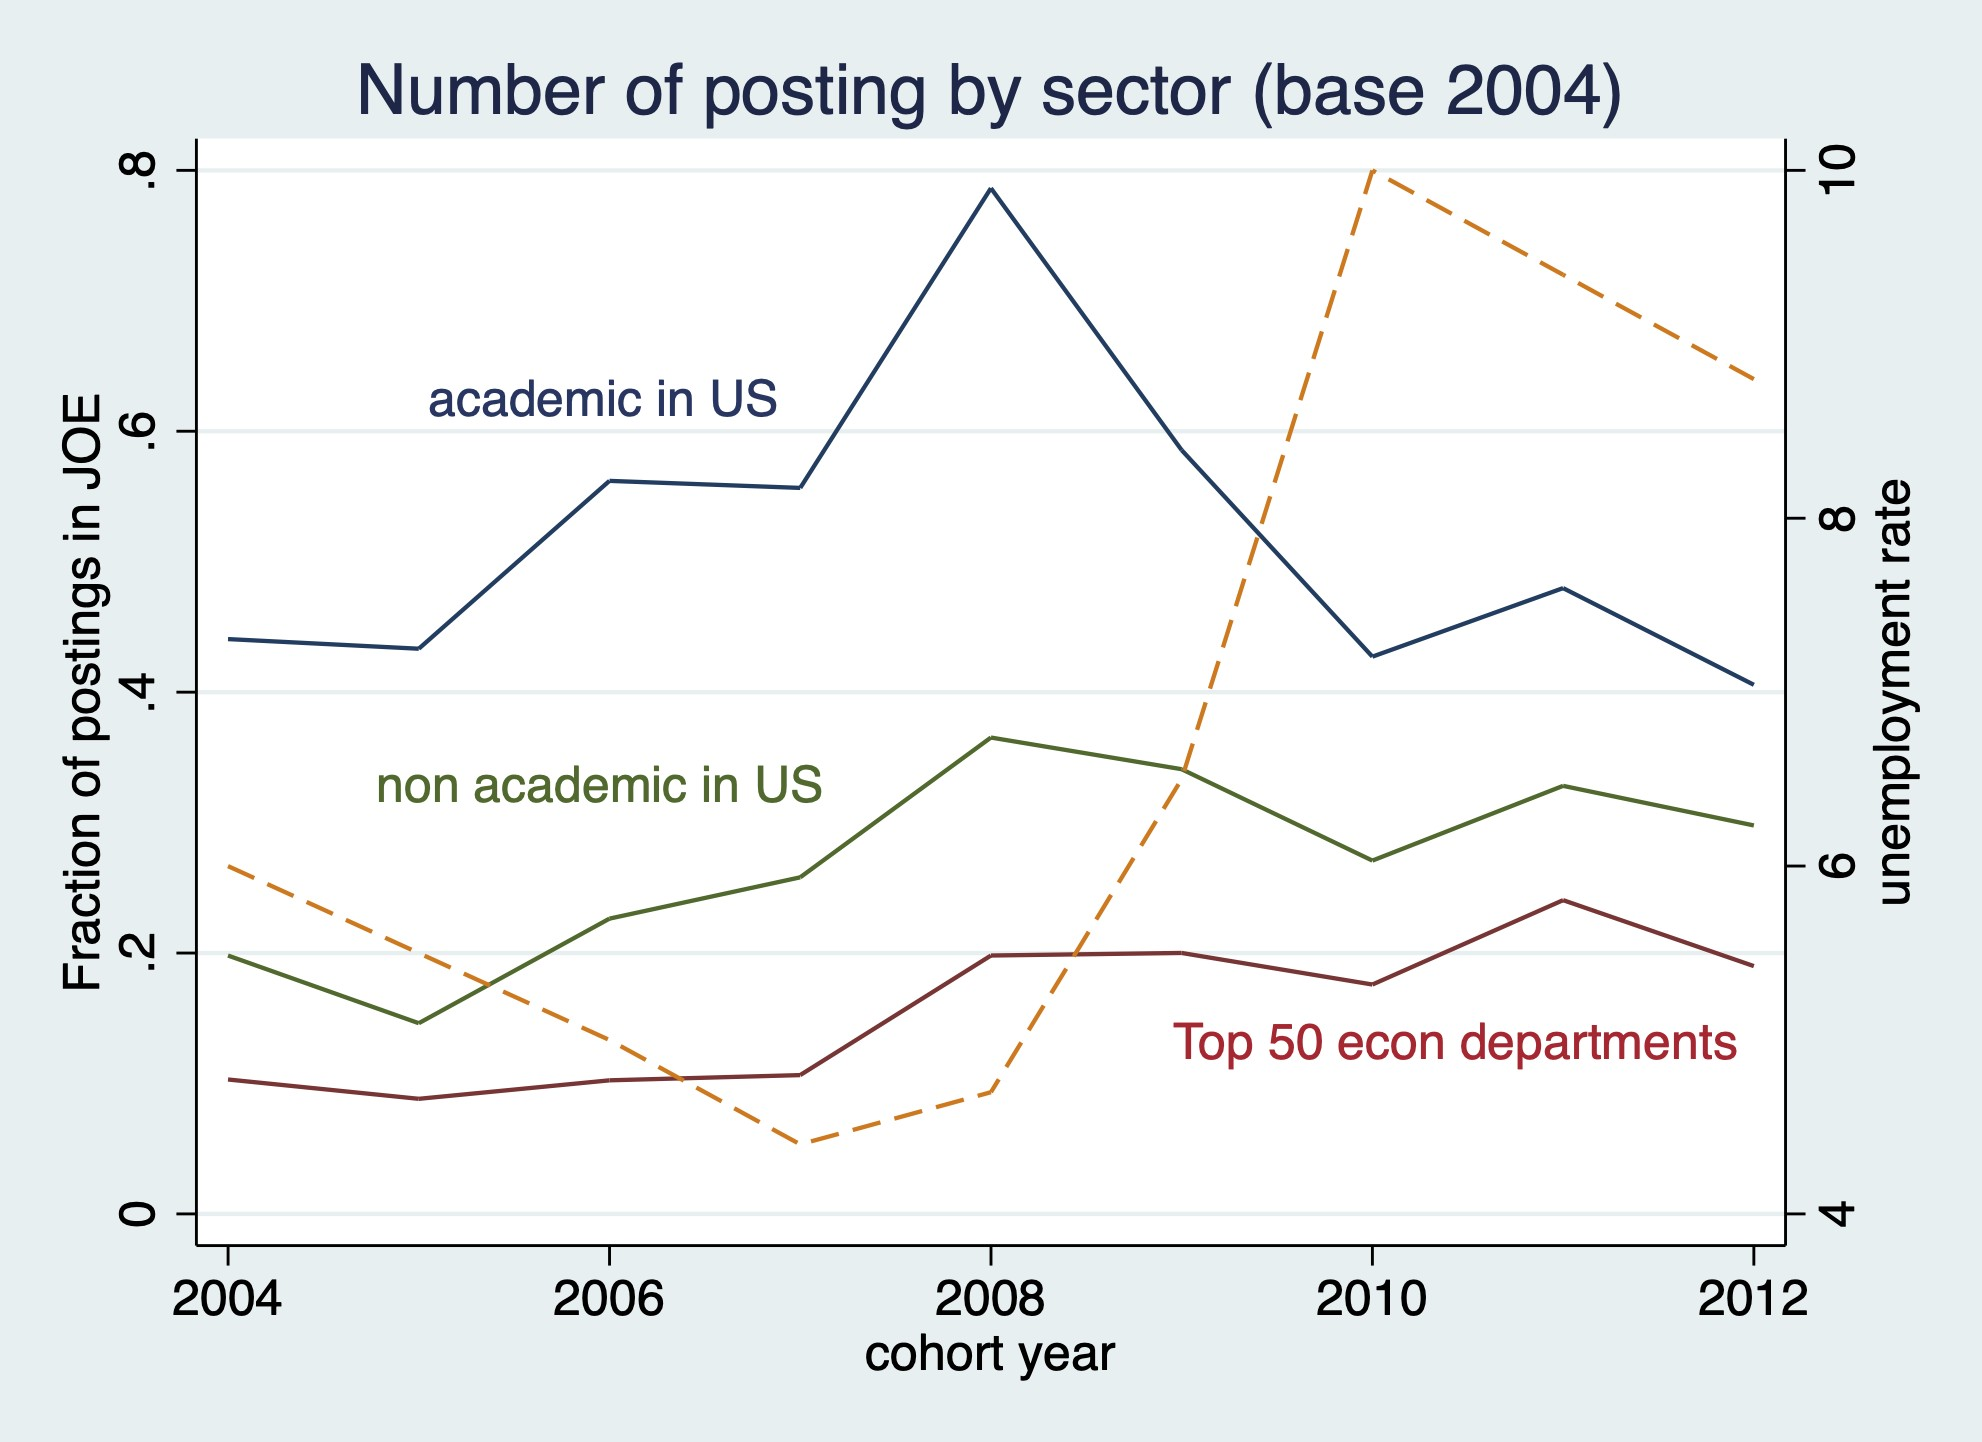 Number of posting by sector (base 2004)
Fraction of postings in JOE
.8
.6
.4
.2
0
academic in US
non academic in US
Top 50 econ departments
10
8
6
4
unemployment rate
2004 2006 2008 2010 2012
cohort year